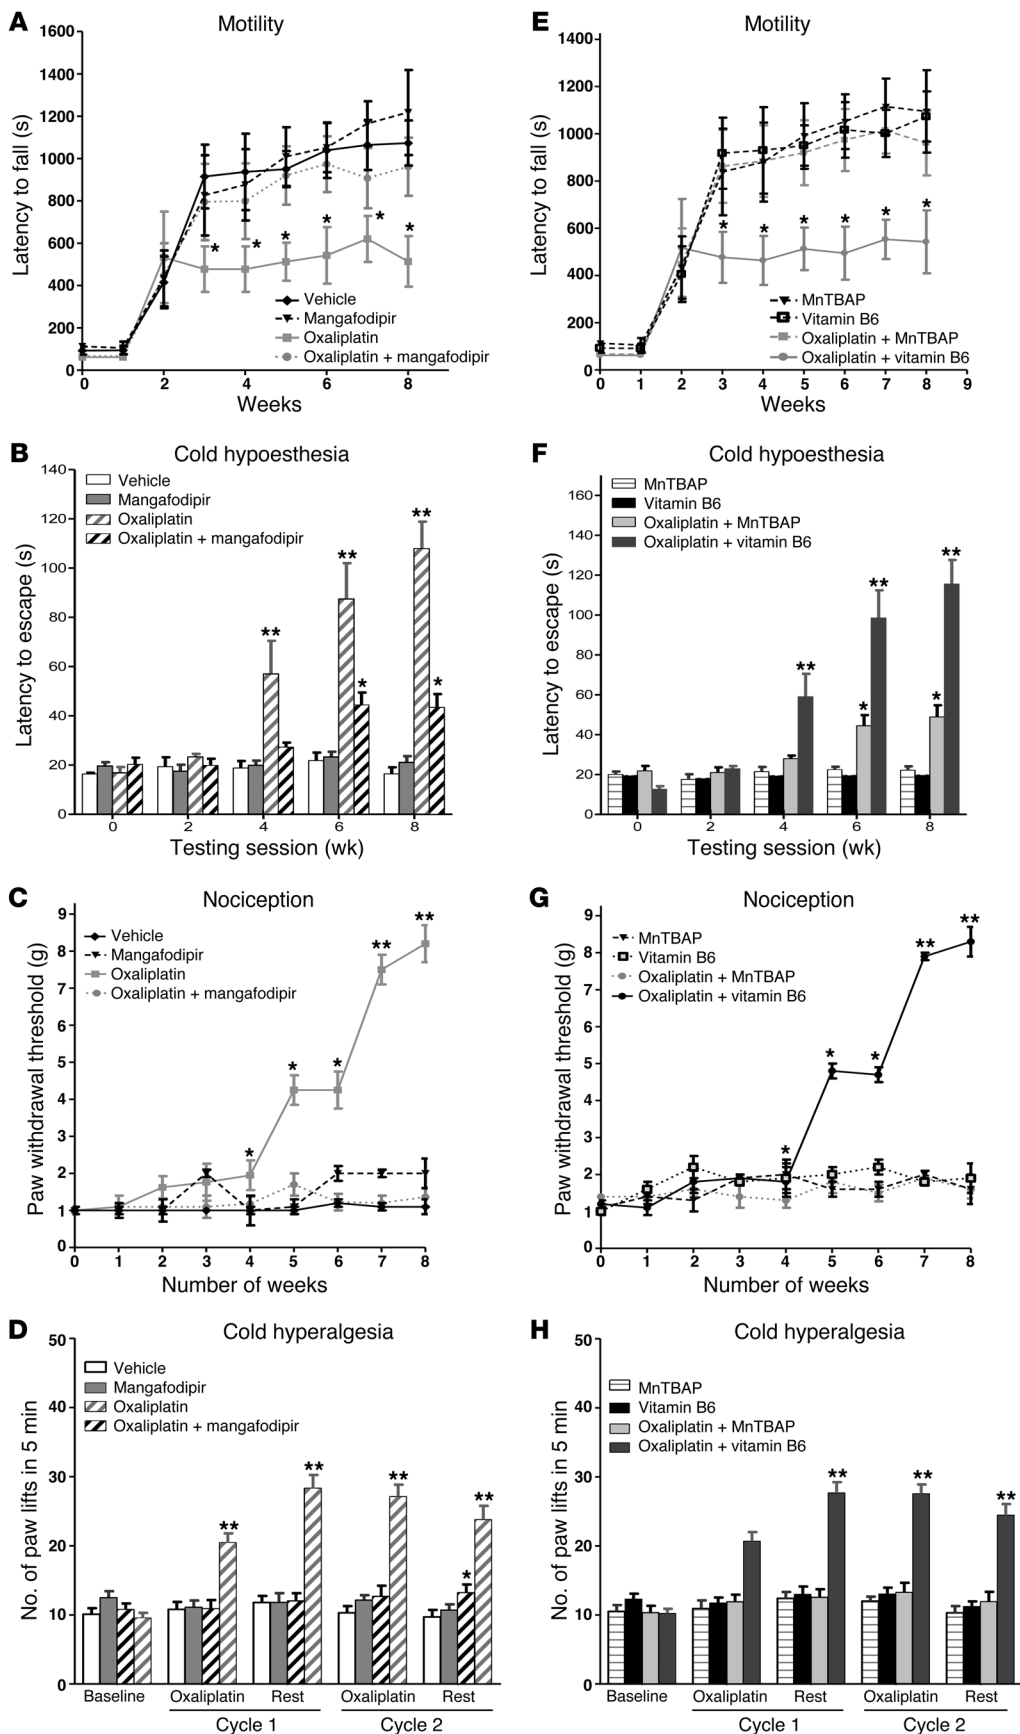 A
Motility
Latency to fall (s)
1600
1400
1200
1000
800
600
400
200
0
* * * * * *
Vehicle
Mangafodipir
Oxaliplatin
Oxaliplatin + mangafodipir
0 2 4 6 8
Weeks
B
Cold hypoesthesia
Latency to escape (s)
140
120
100
80
60
40
20
0
Vehicle
Mangafodipir
Oxaliplatin
Oxaliplatin + mangafodipir
** ** * ** *
0 2 4 6 8
Testing session (wk)
C
Nociception
Paw withdrawal threshold (g)
9
8
7
6
5
4
3
2
1
0
Vehicle
Mangafodipir
Oxaliplatin
Oxaliplatin + mangafodipir
* * * ** **
0 1 2 3 4 5 6 7 8
Number of weeks
D
Cold hyperalgesia
No. of paw lifts in 5 min
50
40
30
20
10
0
Vehicle
Mangafodipir
Oxaliplatin
Oxaliplatin + mangafodipir
** ** ** * **
Baseline Oxaliplatin Rest Oxaliplatin Rest
Cycle 1 Cycle 2
E
Motility
Latency to fall (s)
1400
1200
1000
800
600
400
200
0
* * * * * *
MnTBAP
Vitamin B6
Oxaliplatin + MnTBAP
Oxaliplatin + vitamin B6
0 1 2 3 4 5 6 7 8 9
Weeks
F
Cold hypoesthesia
Latency to escape (s)
160
140
120
100
80
60
40
20
0
MnTBAP
Vitamin B6
Oxaliplatin + MnTBAP
Oxaliplatin + vitamin B6
** * ** * **
0 2 4 6 8
Testing session (wk)
G
Nociception
Paw withdrawal threshold (g)
9
8
7
6
5
4
3
2
1
0
MnTBAP
Vitamin B6
Oxaliplatin + MnTBAP
Oxaliplatin + vitamin B6
* * * ** **
0 1 2 3 4 5 6 7 8
Number of weeks
H
Cold hyperalgesia
No. of paw lifts in 5 min
50
40
30
20
10
0
MnTBAP
Vitamin B6
Oxaliplatin + MnTBAP
Oxaliplatin + vitamin B6
** ** **
Baseline Oxaliplatin Rest Oxaliplatin Rest
Cycle 1 Cycle 2